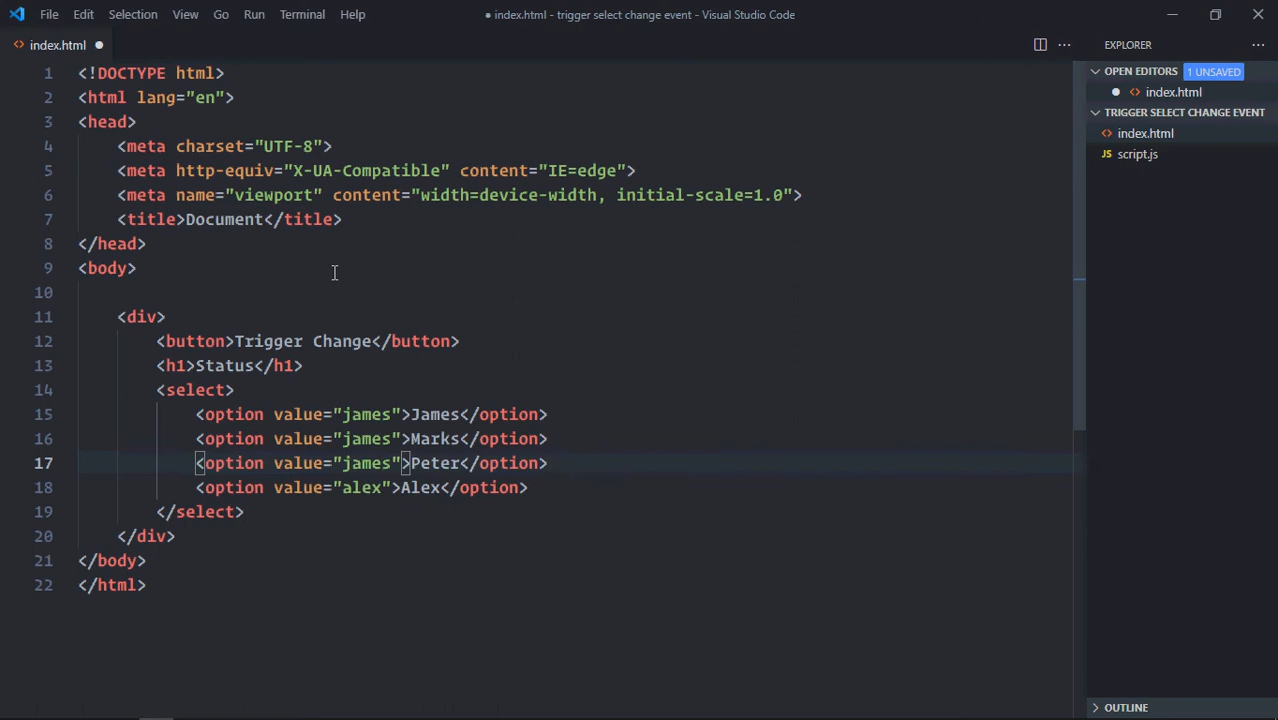 File Edit Selection View Go Run Terminal Help
● index.html - trigger select change event - Visual Studio Code
<> index.html ●
EXPLORER
1 <!DOCTYPE html>
2 <html lang="en">
3 <head>
4 <meta charset="UTF-8">
5 <meta http-equiv="X-UA-Compatible" content="IE=edge">
6 <meta name="viewport" content="width=device-width, initial-scale=1.0">
7 <title>Document</title>
8 </head>
9 <body>
10
11 <div>
12 <button>Trigger Change</button>
13 <h1>Status</h1>
14 <select>
15 <option value="james">James</option>
16 <option value="james">Marks</option>
17 <option value="james">Peter</option>
18 <option value="alex">Alex</option>
19 </select>
20 </div>
21 </body>
22 </html>
OPEN EDITORS 1 UNSAVED
● <> index.html
TRIGGER SELECT CHANGE EVENT
<> index.html
JS script.js
OUTLINE